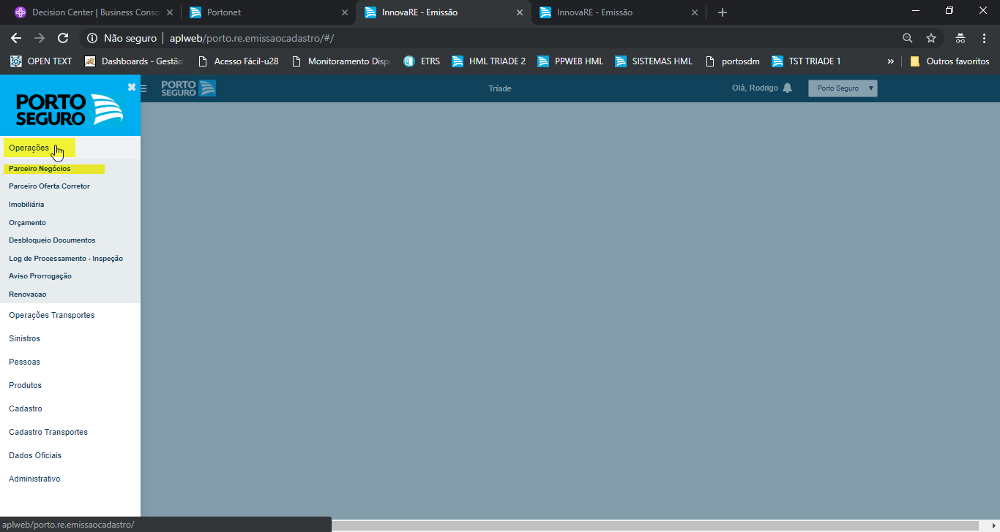 Decision Center | Business Conso
Portonet
InnovaRE - Emissão
InnovaRE - Emissão
Não seguro | aplweb/porto.re.emissaocadastro/#/
OPEN TEXT
Dashboards - Gestão
Acesso Fácil-u28
Monitoramento Disp
ETRS
HML TRIADE 2
PPWEB HML
SISTEMAS HML
portosdm
TST TRIADE 1
»
Outros favoritos
PORTO
SEGURO
PORTO
SEGURO
Tríade
Olá, Rodrigo
Porto Seguro
Operações
Parceiro Negócios
Parceiro Oferta Corretor
Imobiliária
Orçamento
Desbloqueio Documentos
Log de Processamento - Inspeção
Aviso Prorrogação
Renovacao
Operações Transportes
Sinistros
Pessoas
Produtos
Cadastro
Cadastro Transportes
Dados Oficiais
Administrativo
aplweb/porto.re.emissaocadastro/